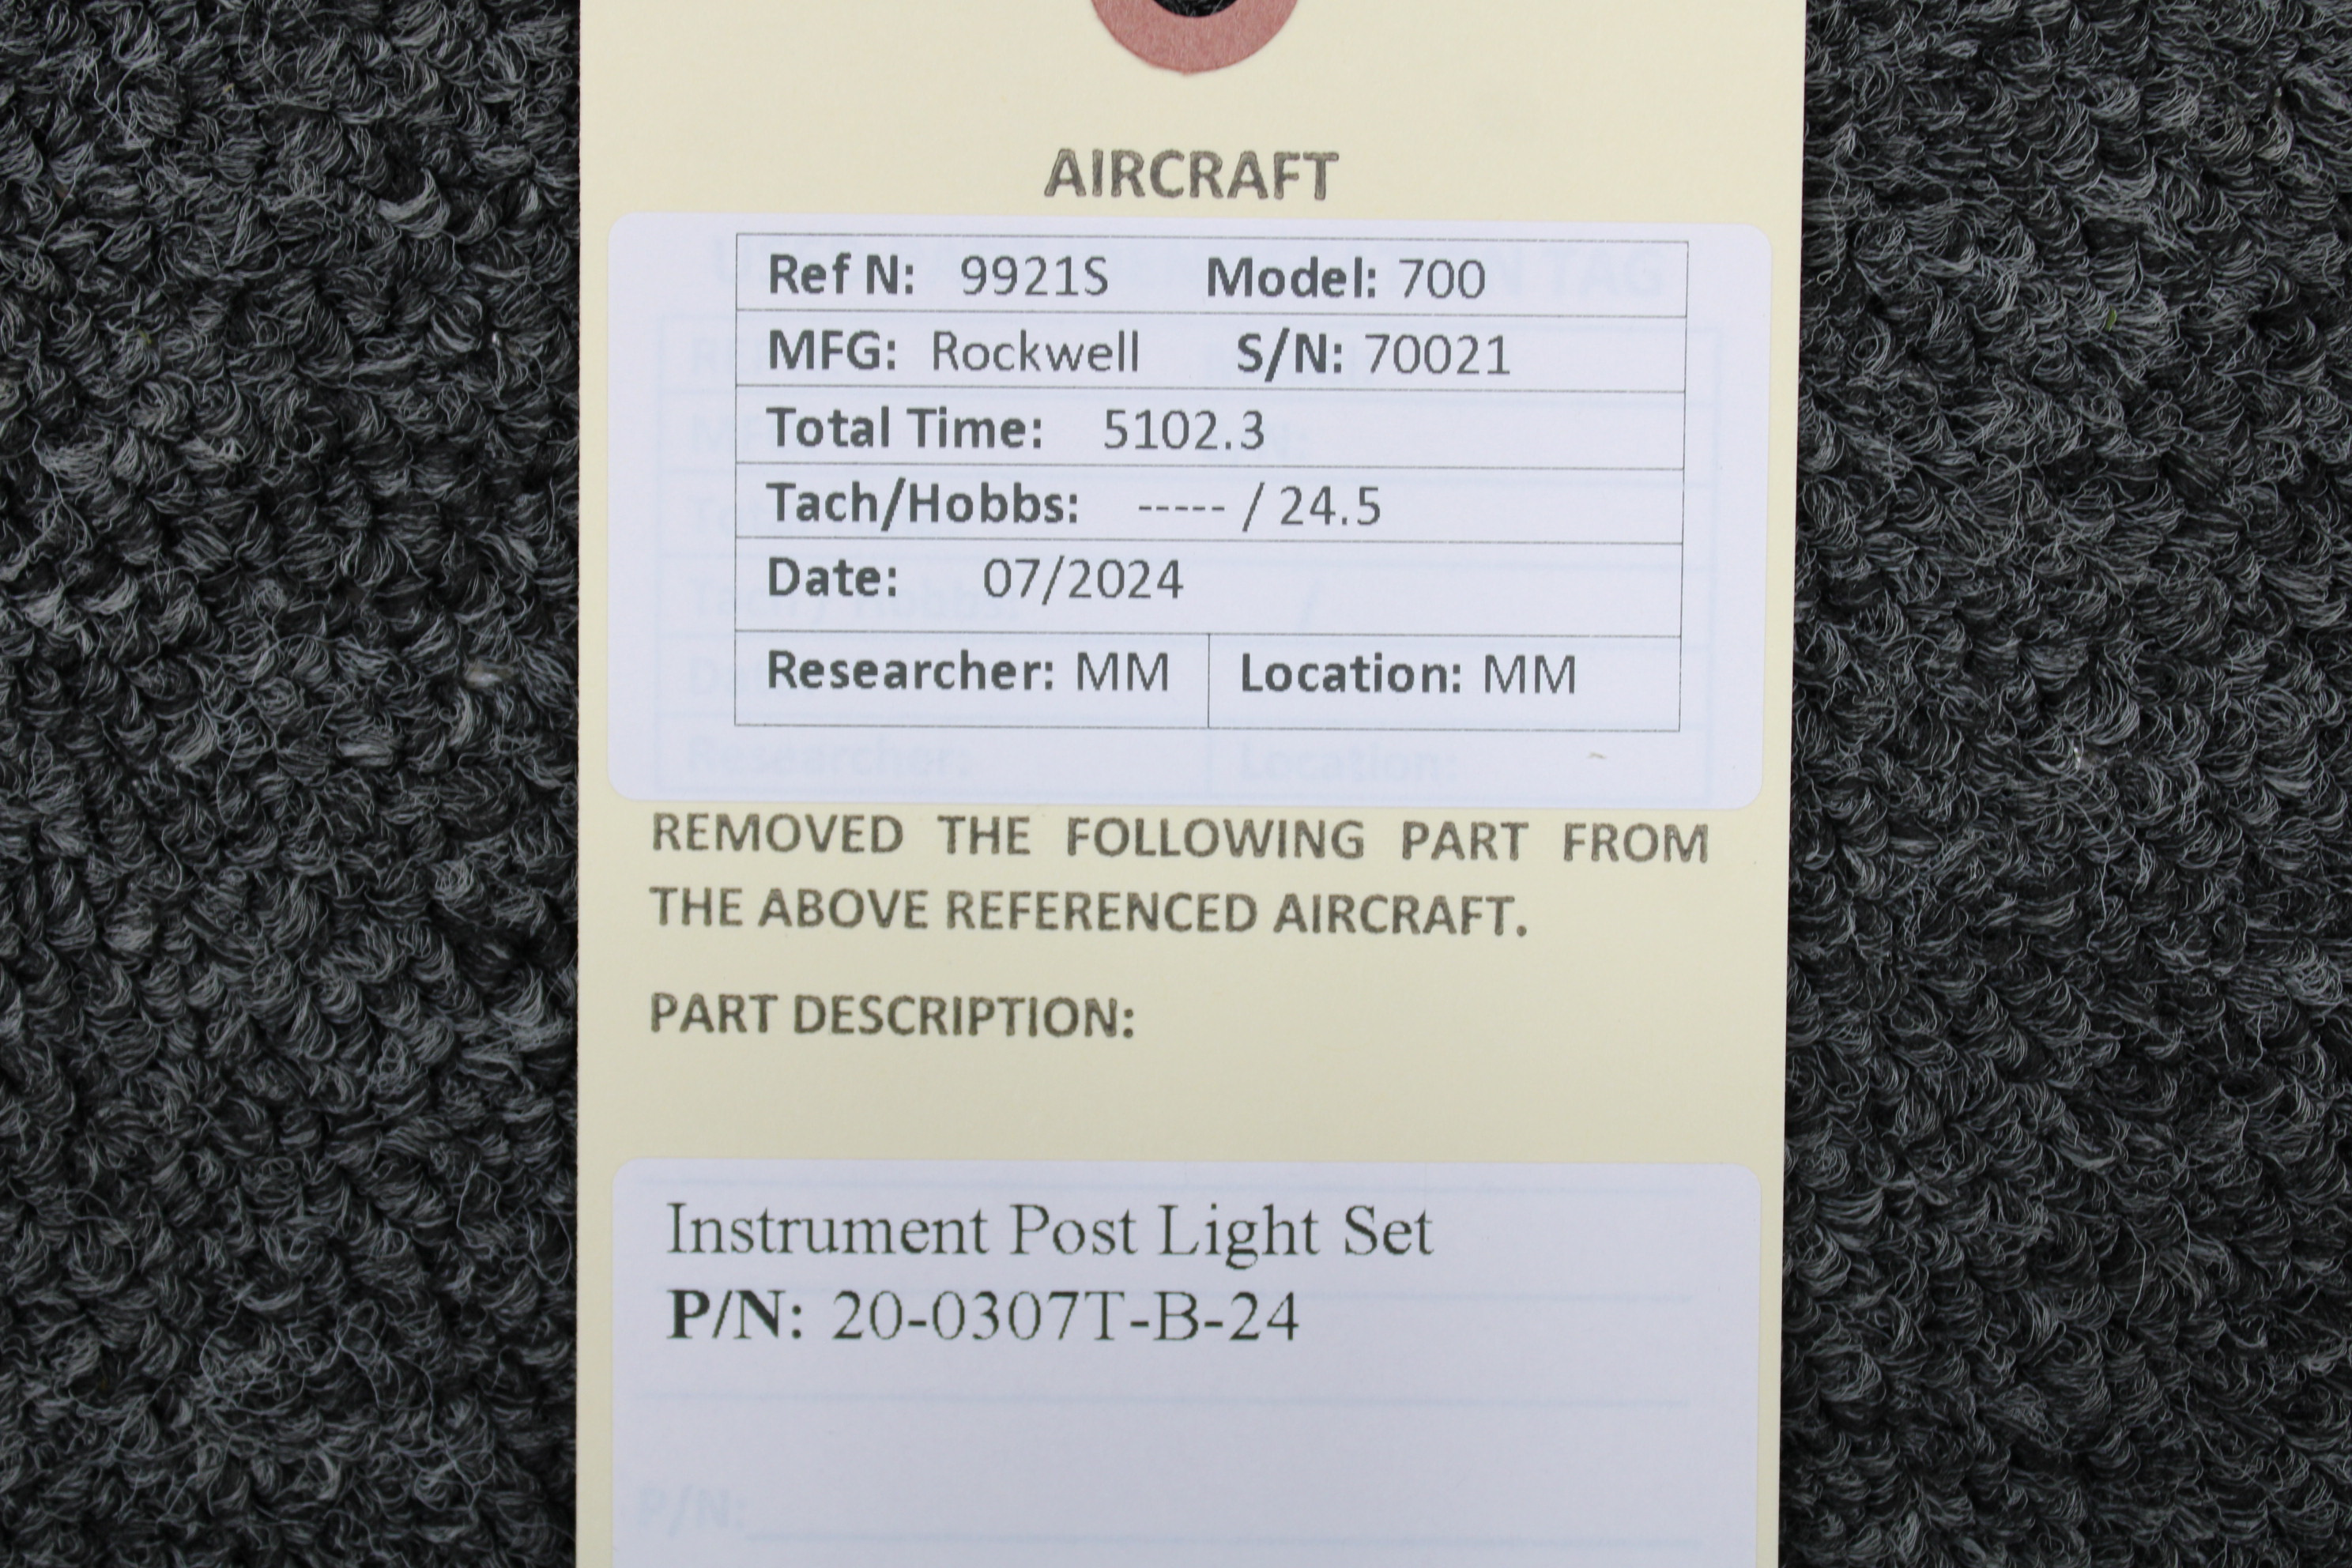 AIRCRAFT
Ref N: 9921S Model: 700
MFG: Rockwell S/N: 70021
Total Time: 5102.3
Tach/Hobbs: ----- / 24.5
Date: 07/2024
Researcher: MM Location: MM
Researcher: Location:
REMOVED THE FOLLOWING PART FROM
THE ABOVE REFERENCED AIRCRAFT.
PART DESCRIPTION:
Instrument Post Light Set
P/N: 20-0307T-B-24
P/N: